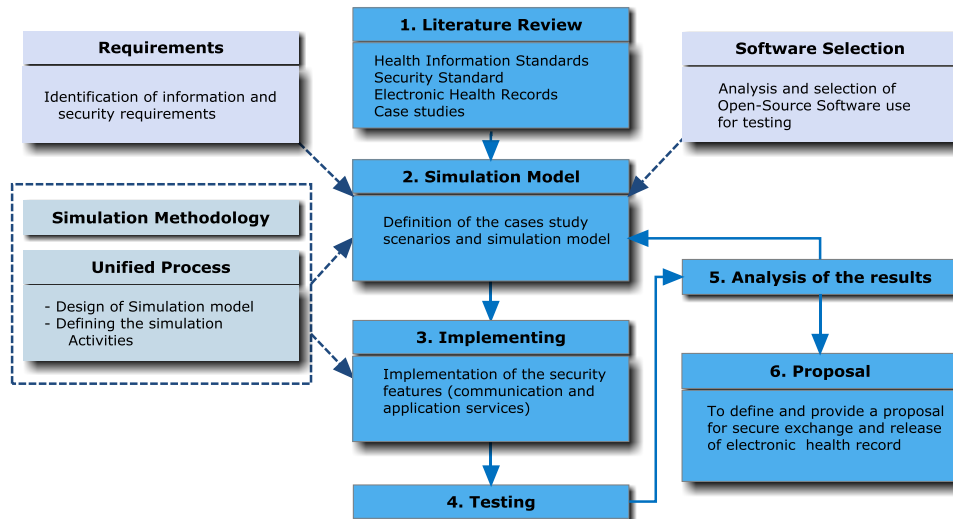 1. Literature Review
Health Information Standards
Security Standard
Electronic Health Records
Case studies
Requirements
Identification of information and
security requirements
Software Selection
Analysis and selection of
Open-Source Software use
for testing
2. Simulation Model
Definition of the cases study
scenarios and simulation model
Simulation Methodology
Unified Process
- Design of Simulation model
- Defining the simulation
Activities
3. Implementing
Implementation of the security
features (communication and
application services)
4. Testing
5. Analysis of the results
6. Proposal
To define and provide a proposal
for secure exchange and release
of electronic health record